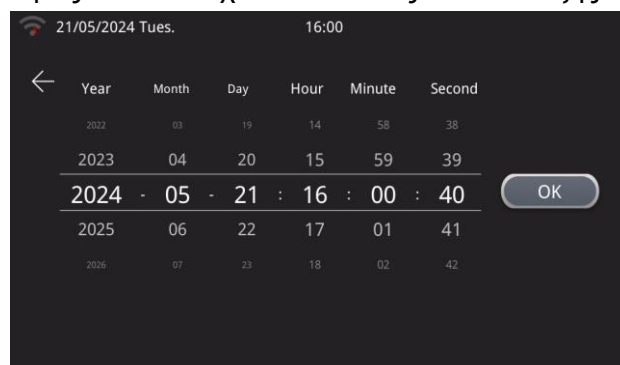 21/05/2024 Tues. 16:00
Year Month Day Hour Minute Second
2022 03 19 14 58 38
2023 04 20 15 59 39
2024 - 05 - 21 : 16 : 00 : 40 OK
2025 06 22 17 01 41
2026 07 23 18 02 42